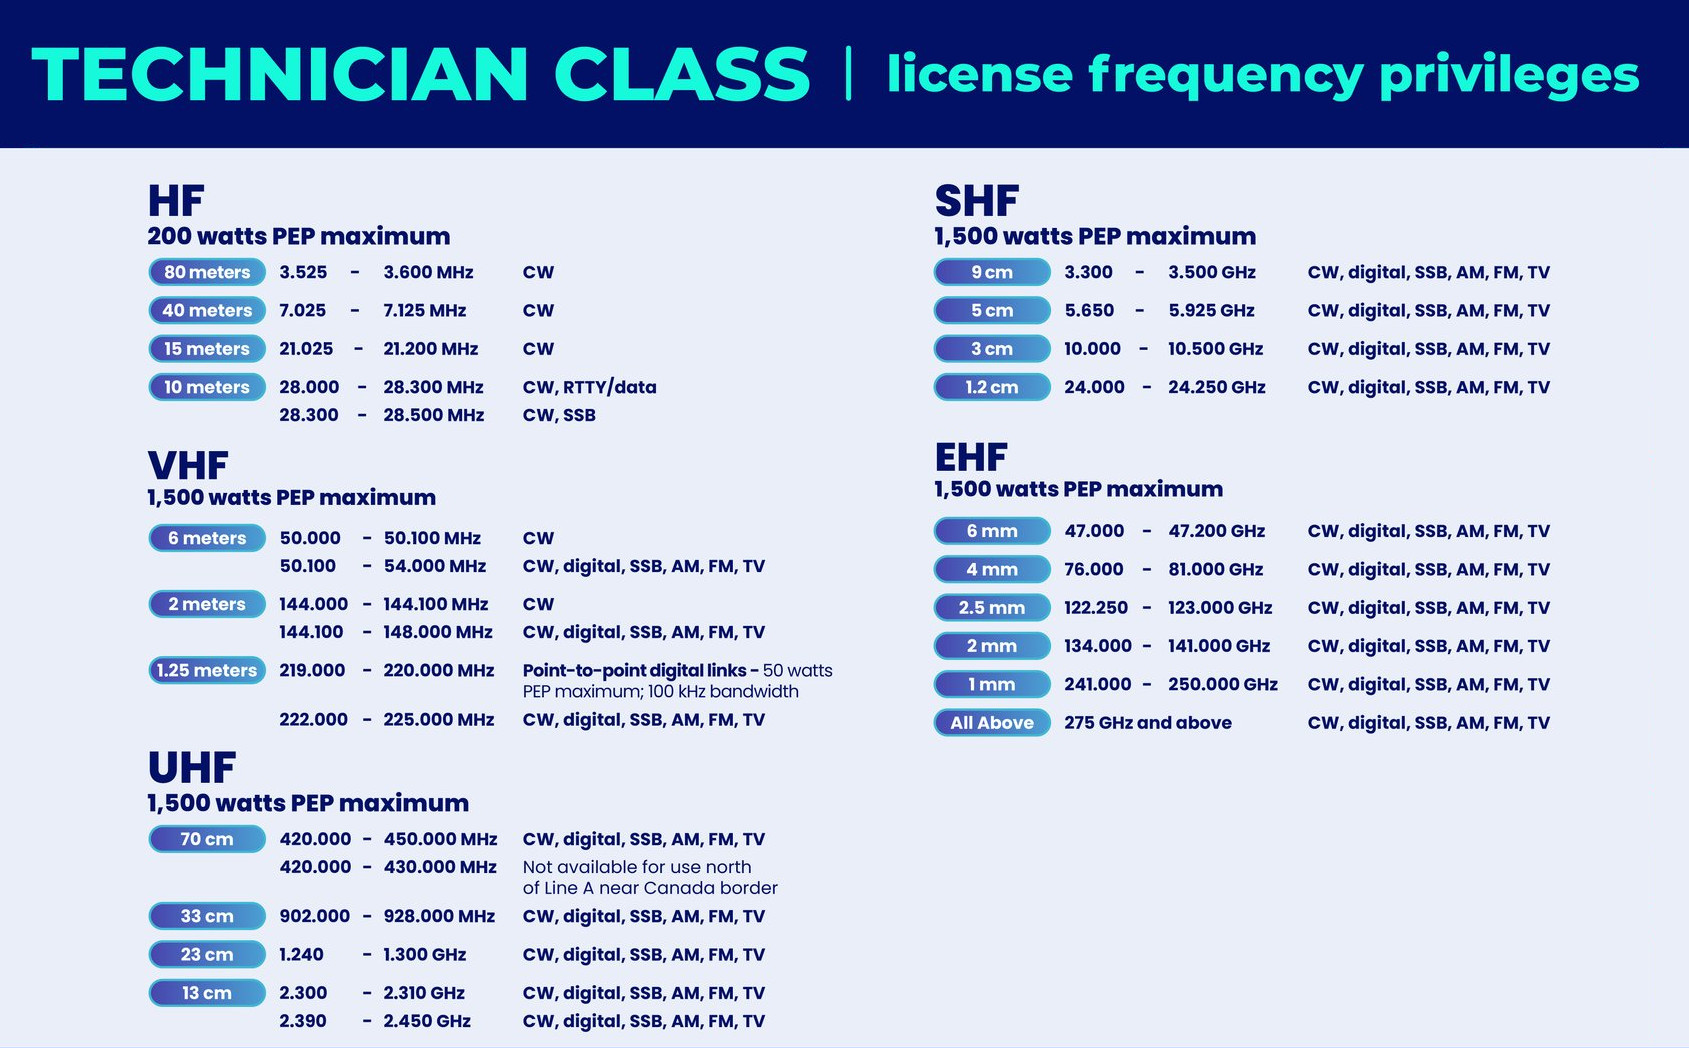 TECHNICIAN CLASS | license frequency privileges
HF
200 watts PEP maximum
80 meters 3.525 - 3.600 MHz CW
40 meters 7.025 - 7.125 MHz CW
15 meters 21.025 - 21.200 MHz CW
10 meters 28.000 - 28.300 MHz CW, RTTY/data
28.300 - 28.500 MHz CW, SSB
VHF
1,500 watts PEP maximum
6 meters 50.000 - 50.100 MHz CW
50.100 - 54.000 MHz CW, digital, SSB, AM, FM, TV
2 meters 144.000 - 144.100 MHz CW
144.100 - 148.000 MHz CW, digital, SSB, AM, FM, TV
1.25 meters 219.000 - 220.000 MHz Point-to-point digital links - 50 watts
PEP maximum; 100 kHz bandwidth
222.000 - 225.000 MHz CW, digital, SSB, AM, FM, TV
UHF
1,500 watts PEP maximum
70 cm 420.000 - 450.000 MHz CW, digital, SSB, AM, FM, TV
420.000 - 430.000 MHz Not available for use north
of Line A near Canada border
33 cm 902.000 - 928.000 MHz CW, digital, SSB, AM, FM, TV
23 cm 1.240 - 1.300 GHz CW, digital, SSB, AM, FM, TV
13 cm 2.300 - 2.310 GHz CW, digital, SSB, AM, FM, TV
2.390 - 2.450 GHz CW, digital, SSB, AM, FM, TV
SHF
1,500 watts PEP maximum
9 cm 3.300 - 3.500 GHz CW, digital, SSB, AM, FM, TV
5 cm 5.650 - 5.925 GHz CW, digital, SSB, AM, FM, TV
3 cm 10.000 - 10.500 GHz CW, digital, SSB, AM, FM, TV
1.2 cm 24.000 - 24.250 GHz CW, digital, SSB, AM, FM, TV
EHF
1,500 watts PEP maximum
6 mm 47.000 - 47.200 GHz CW, digital, SSB, AM, FM, TV
4 mm 76.000 - 81.000 GHz CW, digital, SSB, AM, FM, TV
2.5 mm 122.250 - 123.000 GHz CW, digital, SSB, AM, FM, TV
2 mm 134.000 - 141.000 GHz CW, digital, SSB, AM, FM, TV
1 mm 241.000 - 250.000 GHz CW, digital, SSB, AM, FM, TV
All Above 275 GHz and above CW, digital, SSB, AM, FM, TV